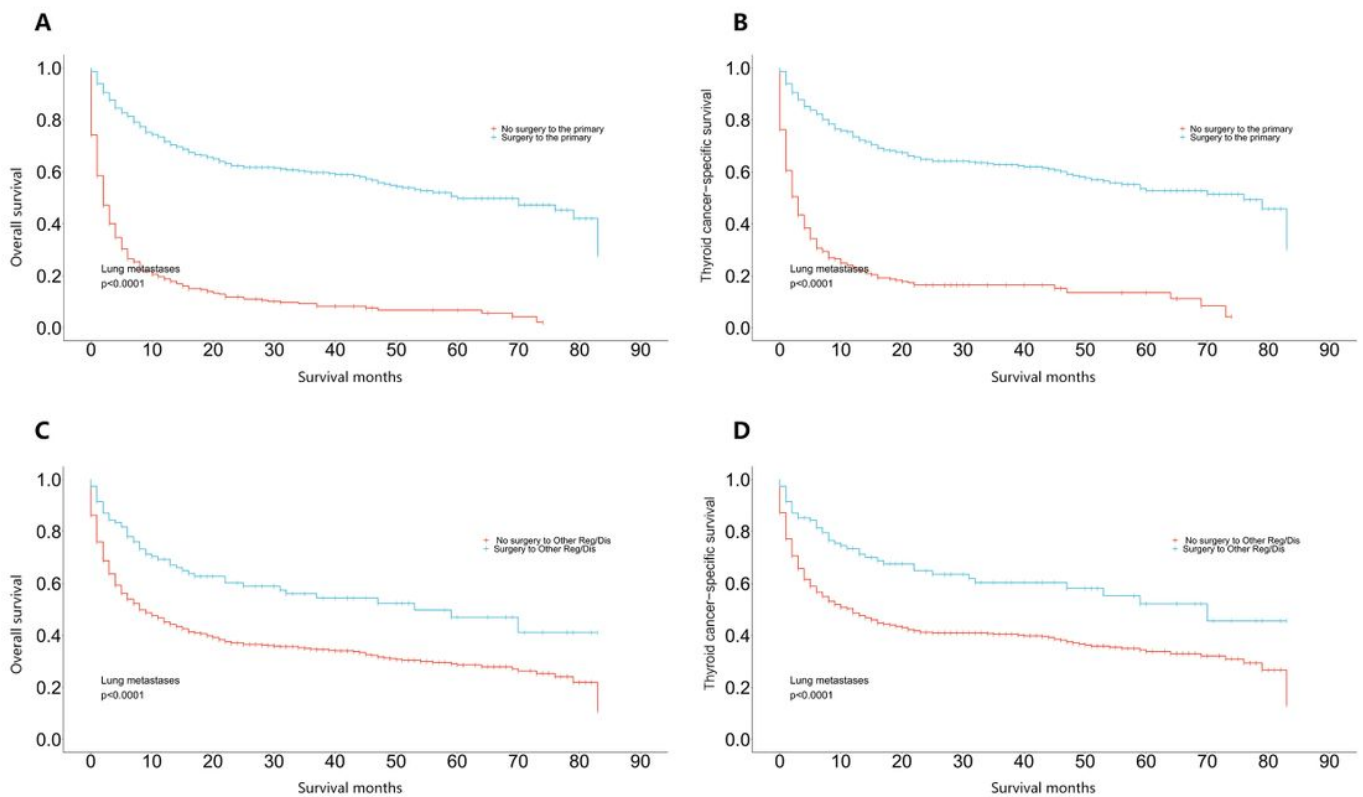 A
Overall survival
1.0
0.8
0.6
0.4
0.2
0.0
No surgery to the primary
Surgery to the primary
Lung metastases
p<0.0001
0 10 20 30 40 50 60 70 80 90
Survival months
B
Thyroid cancer-specific survival
1.0
0.8
0.6
0.4
0.2
0.0
No surgery to the primary
Surgery to the primary
Lung metastases
p<0.0001
0 10 20 30 40 50 60 70 80 90
Survival months
C
Overall survival
1.0
0.8
0.6
0.4
0.2
0.0
No surgery to Other Reg/Dis
Surgery to Other Reg/Dis
Lung metastases
p<0.0001
0 10 20 30 40 50 60 70 80 90
Survival months
D
Thyroid cancer-specific survival
1.0
0.8
0.6
0.4
0.2
0.0
No surgery to Other Reg/Dis
Surgery to Other Reg/Dis
Lung metastases
p<0.0001
0 10 20 30 40 50 60 70 80 90
Survival months